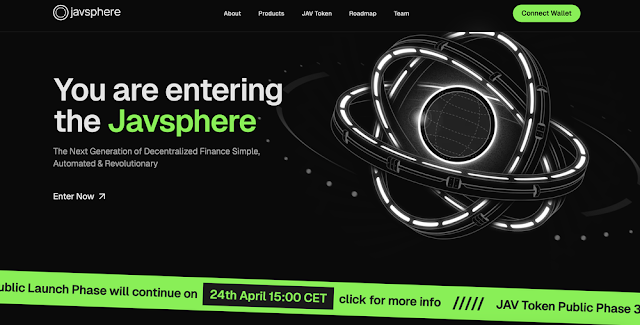 javsphere
About Products JAV Token Roadmap Team
Connect Wallet
You are entering
the Javsphere
The Next Generation of Decentralized Finance Simple,
Automated & Revolutionary
Enter Now
ublic Launch Phase will continue on 24th April 15:00 CET click for more info ///// JAV Token Public Phase 3